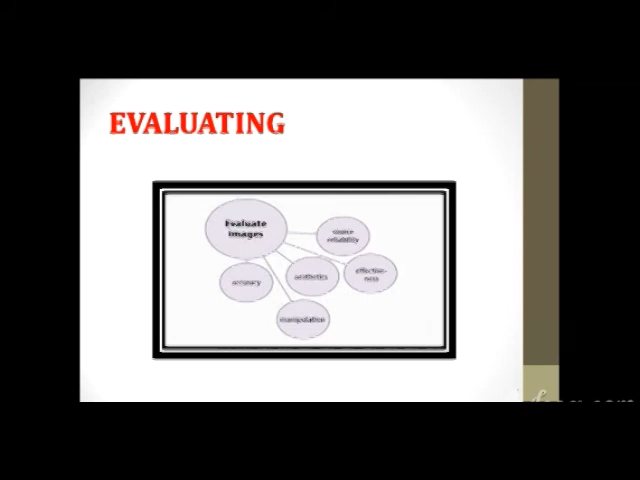 EVALUATING
Evaluate
images
source
reliability
effective-
ness
aesthetics
accuracy
manipulation